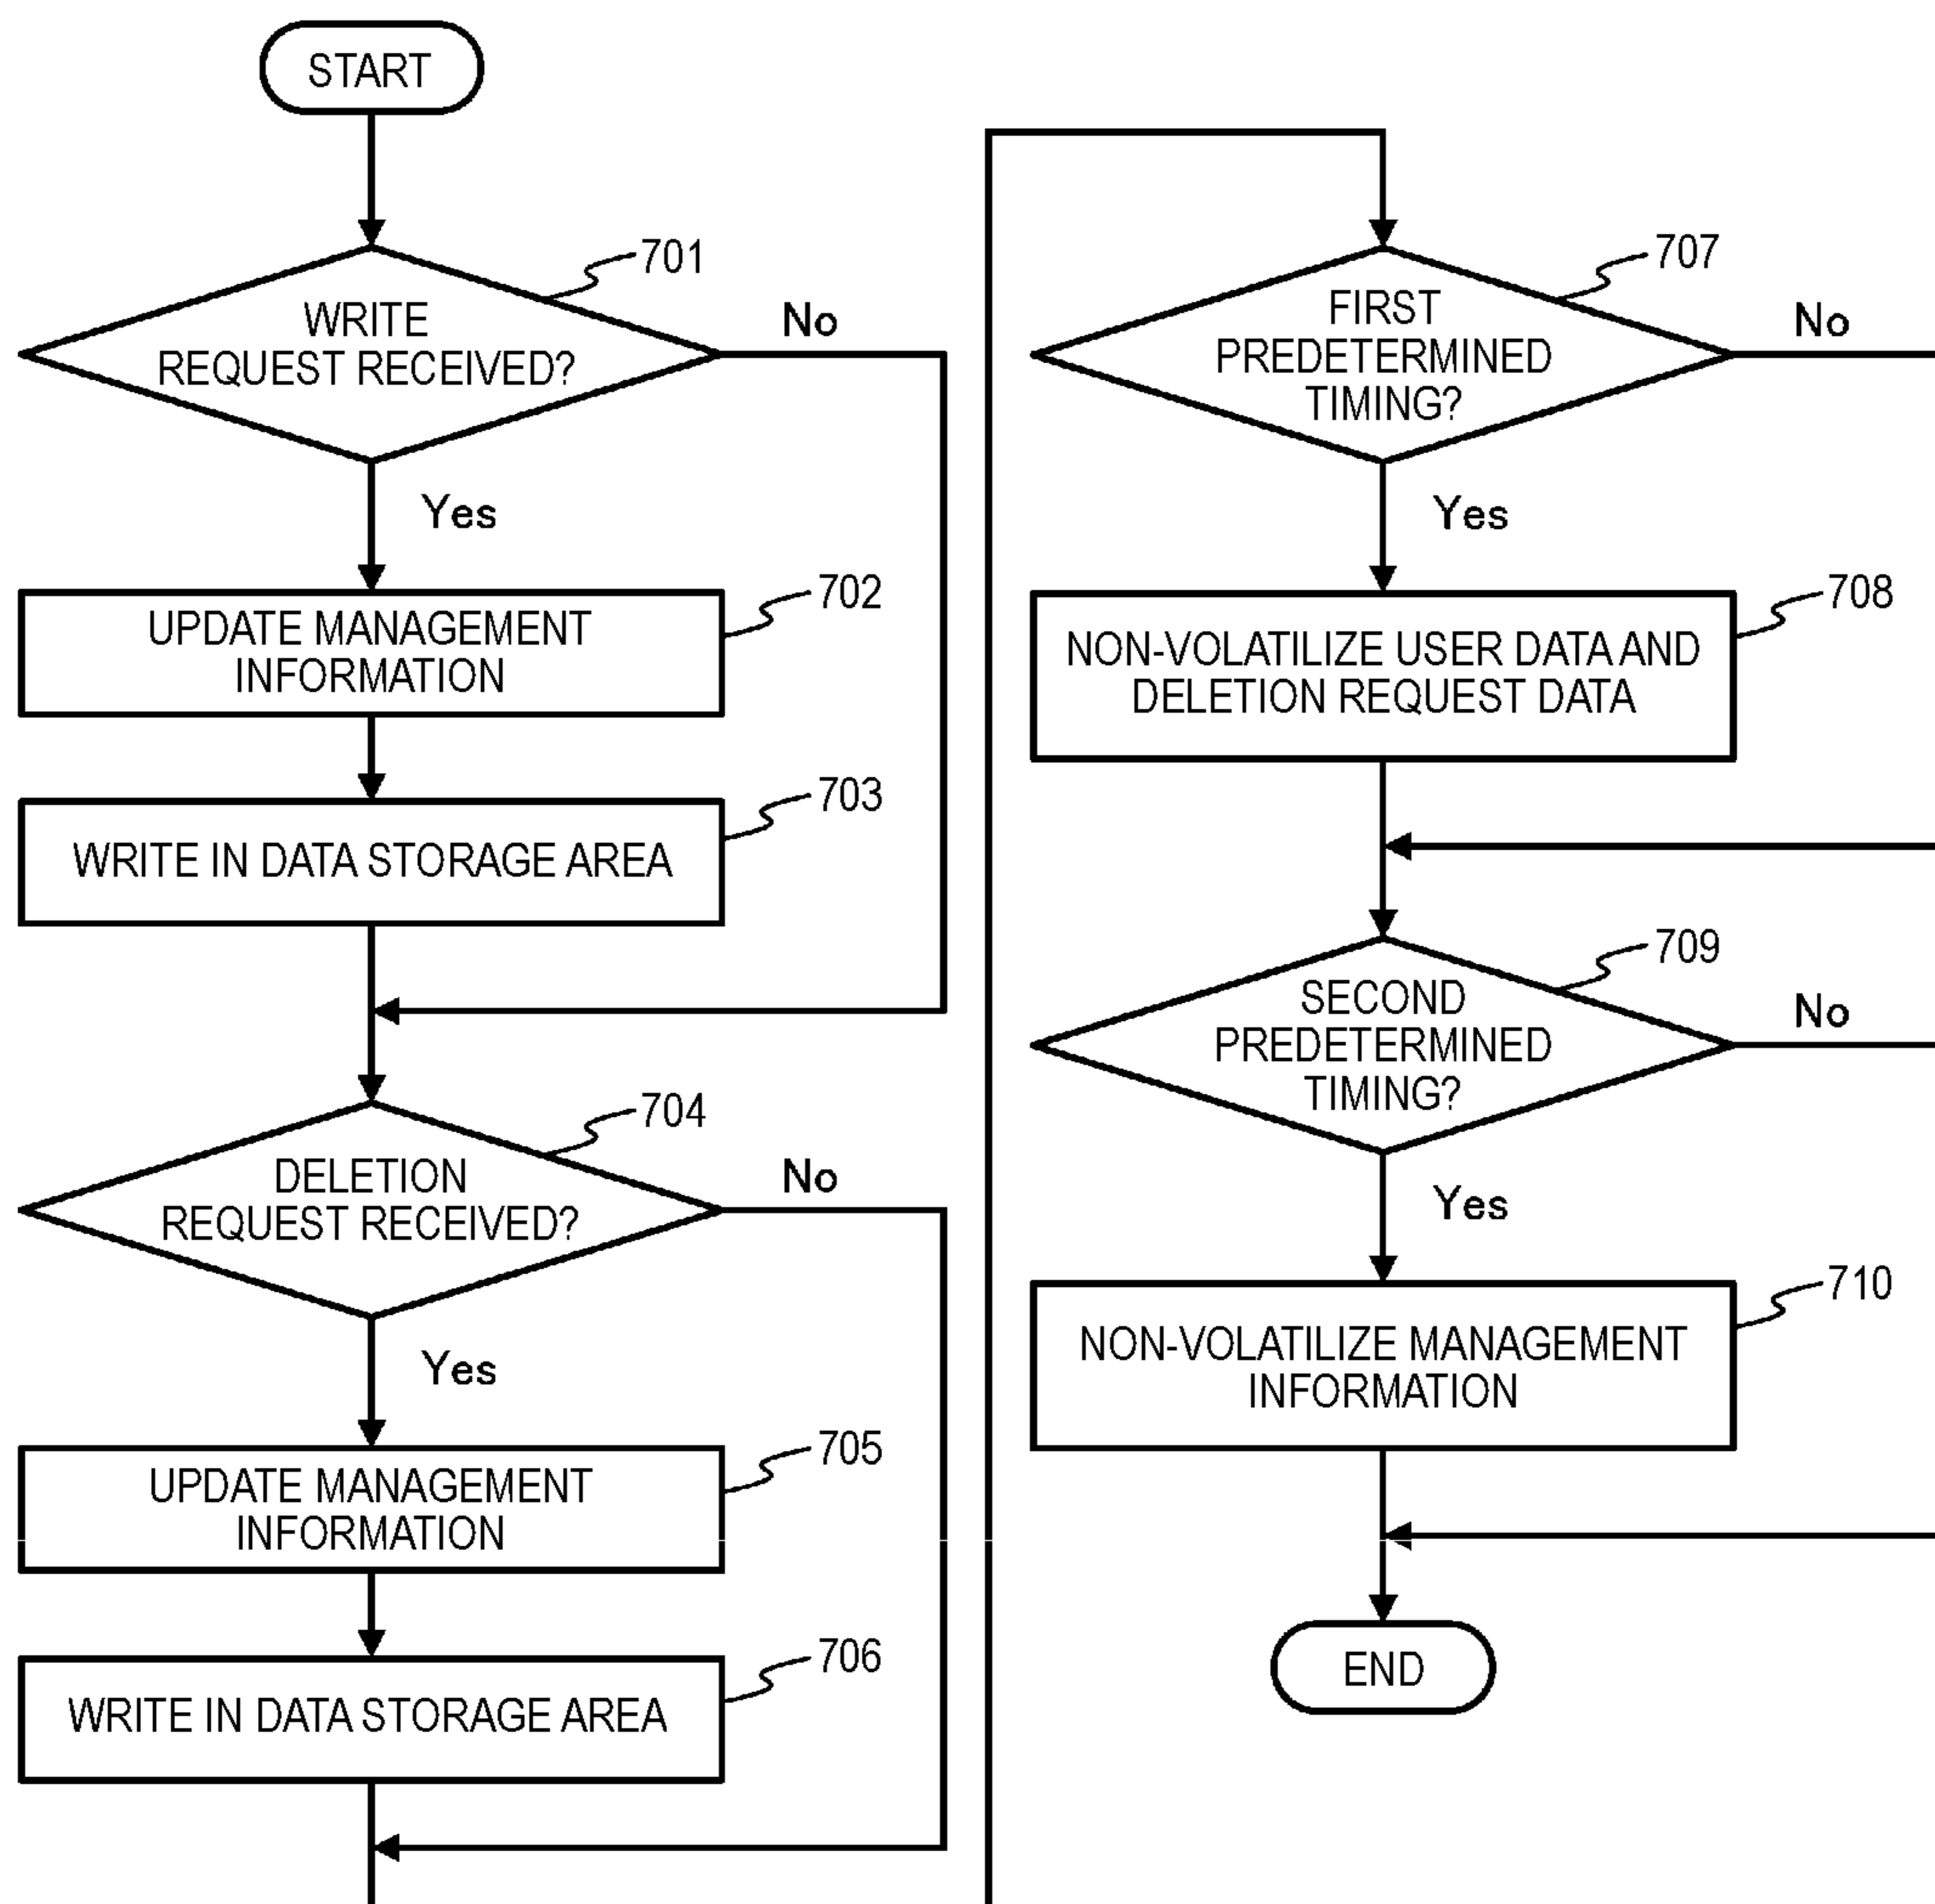 START
701
WRITE
REQUEST RECEIVED?
No
Yes
702
UPDATE MANAGEMENT
INFORMATION
703
WRITE IN DATA STORAGE AREA
704
DELETION
REQUEST RECEIVED?
No
Yes
705
UPDATE MANAGEMENT
INFORMATION
706
WRITE IN DATA STORAGE AREA
707
FIRST
PREDETERMINED
TIMING?
No
Yes
708
NON-VOLATILIZE USER DATA AND
DELETION REQUEST DATA
709
SECOND
PREDETERMINED
TIMING?
No
Yes
710
NON-VOLATILIZE MANAGEMENT
INFORMATION
END